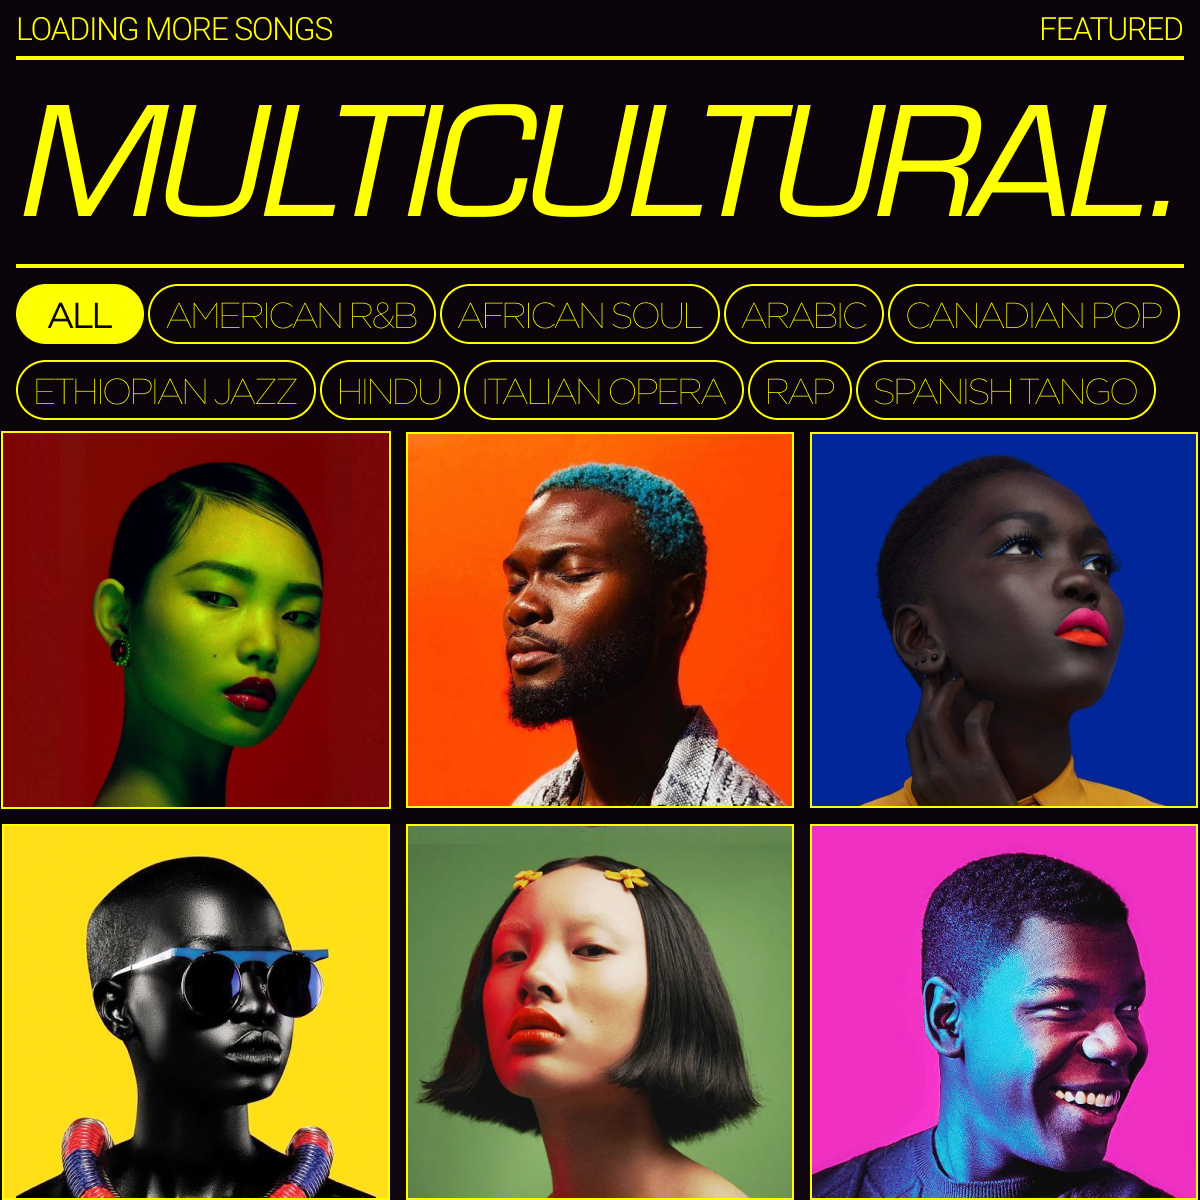 LOADING MORE SONGS FEATURED
MULTICULTURAL.
ALL AMERICAN R&B AFRICAN SOUL ARABIC CANADIAN POP
ETHIOPIAN JAZZ HINDU ITALIAN OPERA RAP SPANISH TANGO